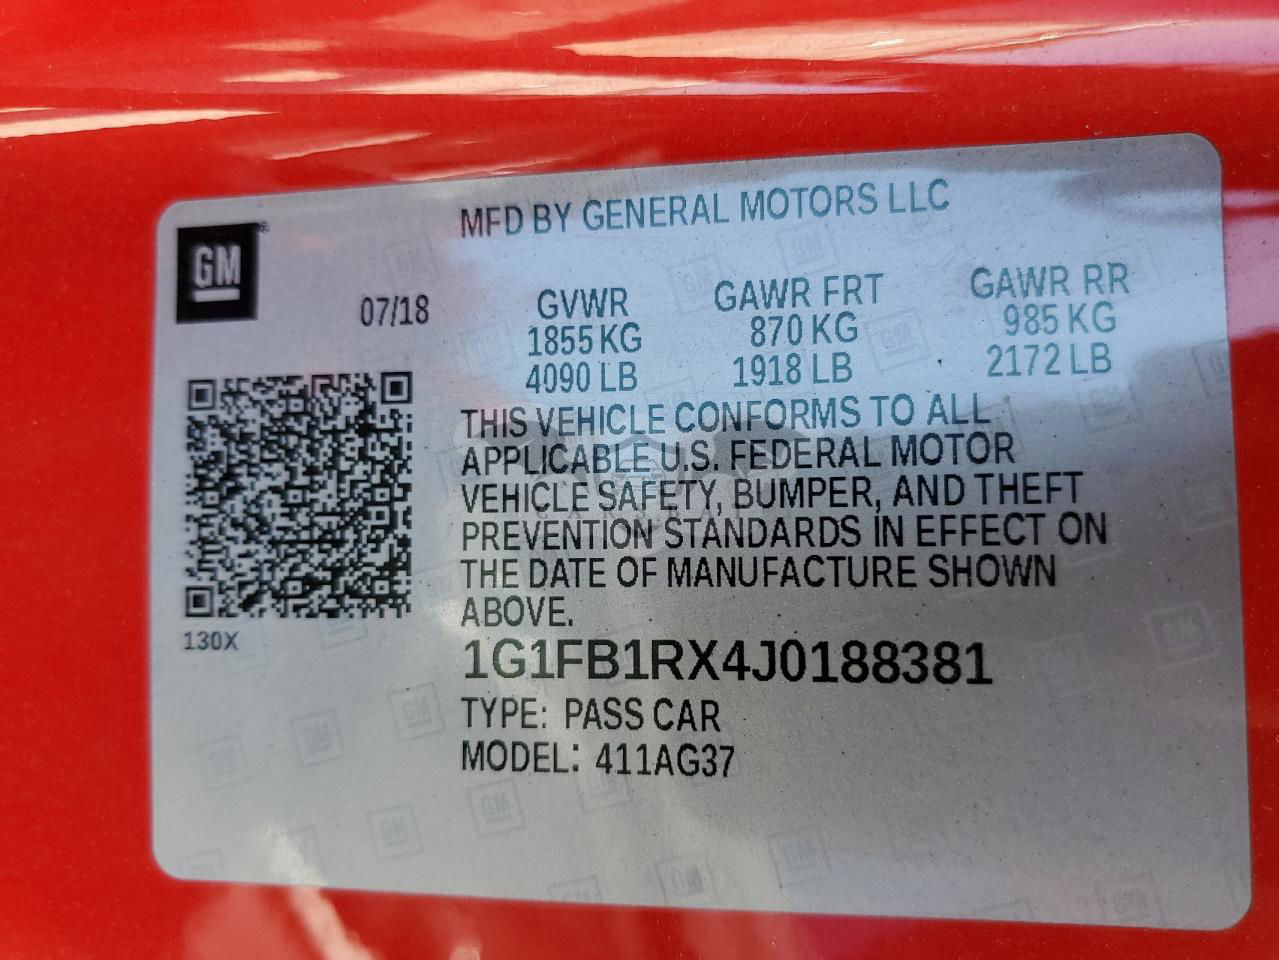 MFD BY GENERAL MOTORS LLC
GM
07/18
GVWR GAWR FRT GAWR RR
1855 KG 870 KG 985 KG
4090 LB 1918 LB 2172 LB
THIS VEHICLE CONFORMS TO ALL
APPLICABLE U.S. FEDERAL MOTOR
VEHICLE SAFETY, BUMPER, AND THEFT
PREVENTION STANDARDS IN EFFECT ON
THE DATE OF MANUFACTURE SHOWN
ABOVE.
130X
1G1FB1RX4J0188381
TYPE: PASS CAR
MODEL: 411AG37